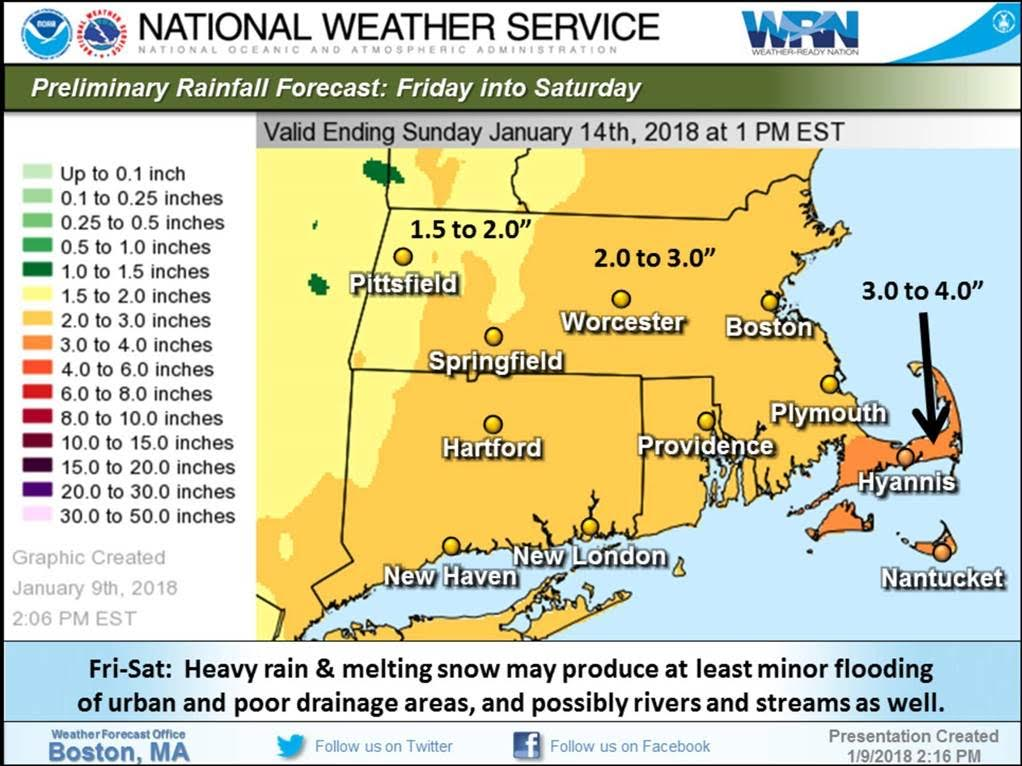 NOAA
NATIONAL WEATHER SERVICE
NATIONAL OCEANIC AND ATMOSPHERIC ADMINISTRATION
WRN
WEATHER-READY NATION
Preliminary Rainfall Forecast: Friday into Saturday
Valid Ending Sunday January 14th, 2018 at 1 PM EST
Up to 0.1 inch
0.1 to 0.25 inches
0.25 to 0.5 inches
0.5 to 1.0 inches
1.0 to 1.5 inches
1.5 to 2.0 inches
2.0 to 3.0 inches
3.0 to 4.0 inches
4.0 to 6.0 inches
6.0 to 8.0 inches
8.0 to 10.0 inches
10.0 to 15.0 inches
15.0 to 20.0 inches
20.0 to 30.0 inches
30.0 to 50.0 inches
Graphic Created
January 9th, 2018
2:06 PM EST
1.5 to 2.0”
2.0 to 3.0”
3.0 to 4.0”
Pittsfield
Worcester
Boston
Springfield
Plymouth
Hartford
Providence
Hyannis
New London
New Haven
Nantucket
Fri-Sat: Heavy rain & melting snow may produce at least minor flooding
of urban and poor drainage areas, and possibly rivers and streams as well.
Weather Forecast Office
Boston, MA
Follow us on Twitter
Follow us on Facebook
Presentation Created
1/9/2018 2:16 PM